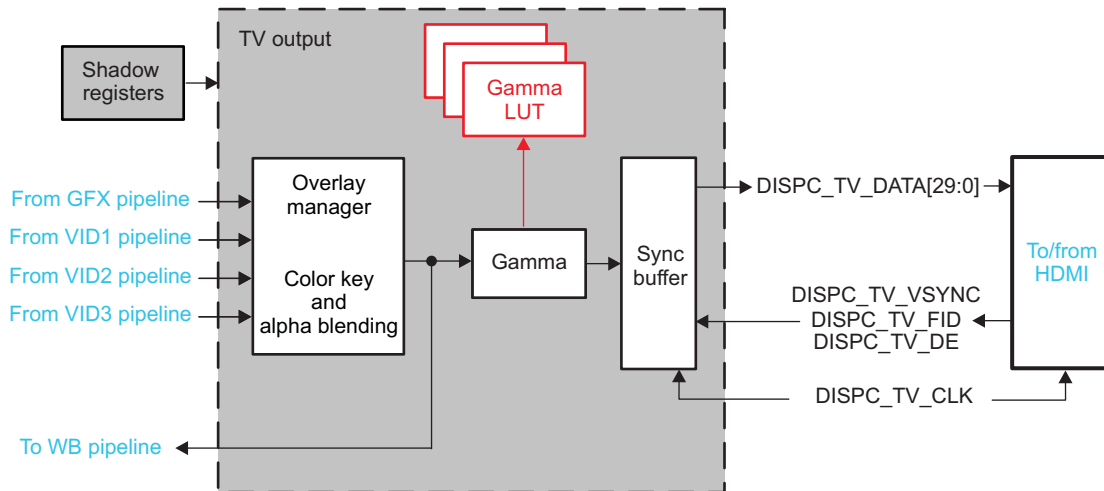 TV output
Shadow
registers
Gamma
LUT
Overlay
manager
Color key
and
alpha blending
From GFX pipeline
From VID1 pipeline
From VID2 pipeline
From VID3 pipeline
To WB pipeline
Gamma
Sync
buffer
DISPC_TV_DATA[29:0]
DISPC_TV_VSYNC
DISPC_TV_FID
DISPC_TV_DE
DISPC_TV_CLK
To/from
HDMI